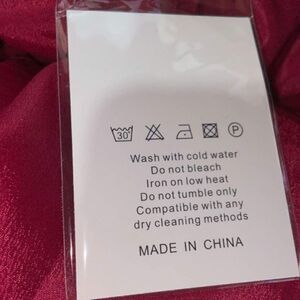 30°
P
Wash with cold water
Do not bleach
Iron on low heat
Do not tumble only
Compatible with any
dry cleaning methods
MADE IN CHINA